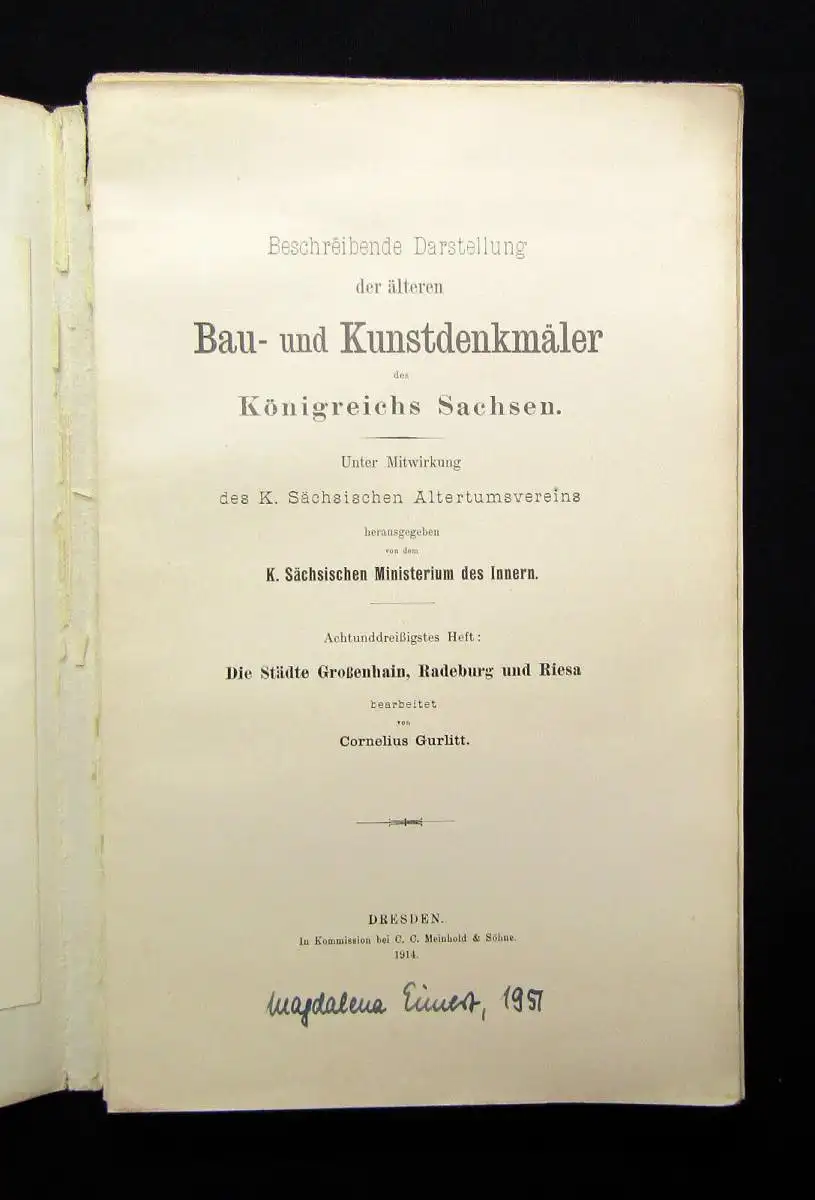 Beschreibende Darstellung
der älteren
Bau- und Kunstdenkmäler
des
Königreichs Sachsen.
Unter Mitwirkung
des K. Sächsischen Altertumsvereins
herausgegeben
von dem
K. Sächsischen Ministerium des Innern.
Achtunddreißigstes Heft:
Die Städte Großenhain, Radeburg und Riesa
bearbeitet
von
Cornelius Gurlitt.
DRESDEN.
In Kommission bei C. C. Meinhold & Söhne.
1914.
Magdalena , 1951